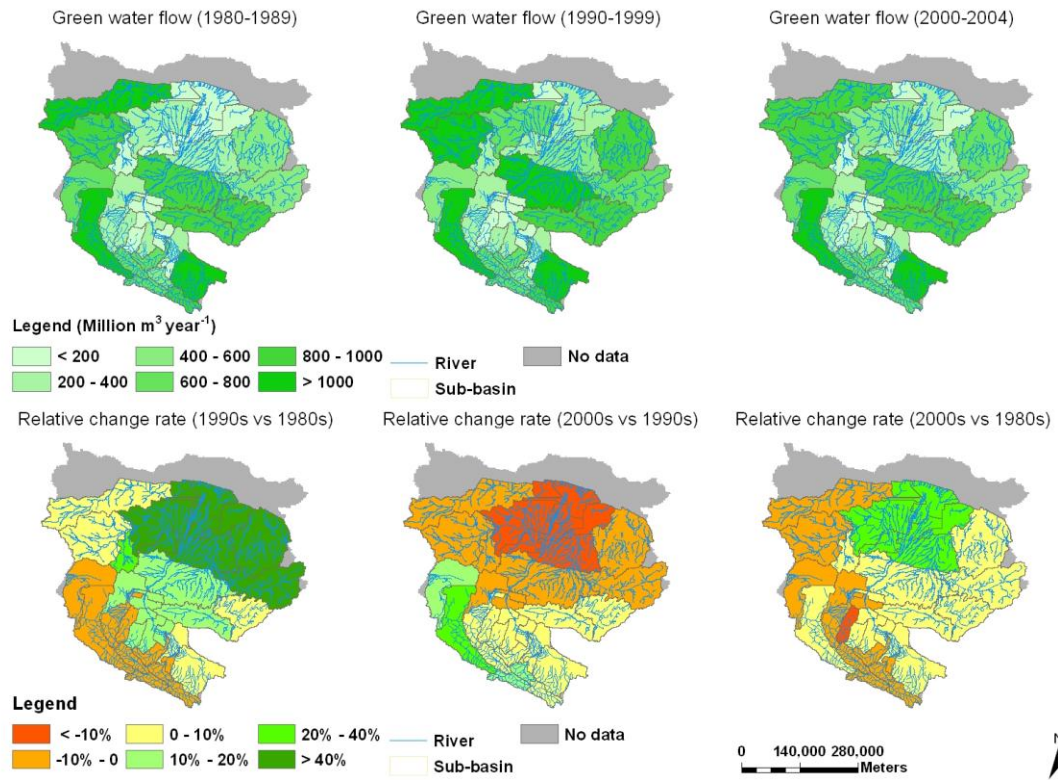 Green water flow (1980-1989)
Green water flow (1990-1999)
Green water flow (2000-2004)
Legend (Million m³ year⁻¹)
< 200
400 - 600
800 - 1000
200 - 400
600 - 800
> 1000
River
Sub-basin
No data
Relative change rate (1990s vs 1980s)
Relative change rate (2000s vs 1990s)
Relative change rate (2000s vs 1980s)
Legend
< -10%
0 - 10%
20% - 40%
-10% - 0
10% - 20%
> 40%
River
Sub-basin
No data
0 140,000 280,000
Meters
N